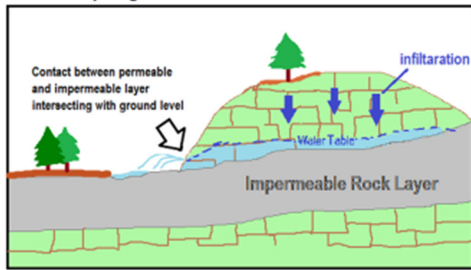 Contact between permeable
and impermeable layer
intersecting with ground level
infiltaration
Water Table
Impermeable Rock Layer